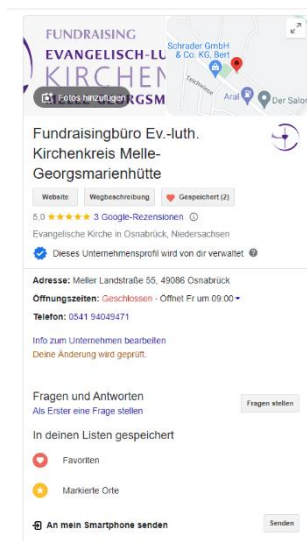 FUNDRAISING
EVANGELISCH-LU
KIRCHEN
RGSM
Schrader GmbH
& Co. KG, Bert
Teichwiese
Aral
Der Salon
Fotos hinzufügen
Fundraisingbüro Ev.-luth.
Kirchenkreis Melle-
Georgsmarienhütte
Website
Wegbeschreibung
Gespeichert (2)
5,0 ★★★★★ 3 Google-Rezensionen
Evangelische Kirche in Osnabrück, Niedersachsen
Dieses Unternehmensprofil wird von dir verwaltet
Adresse: Meller Landstraße 55, 49086 Osnabrück
Öffnungszeiten: Geschlossen · Öffnet Fr um 09:00
Telefon: 0541 94049471
Info zum Unternehmen bearbeiten
Deine Änderung wird geprüft.
Fragen und Antworten
Als Erster eine Frage stellen
Fragen stellen
In deinen Listen gespeichert
Favoriten
Markierte Orte
An mein Smartphone senden
Senden